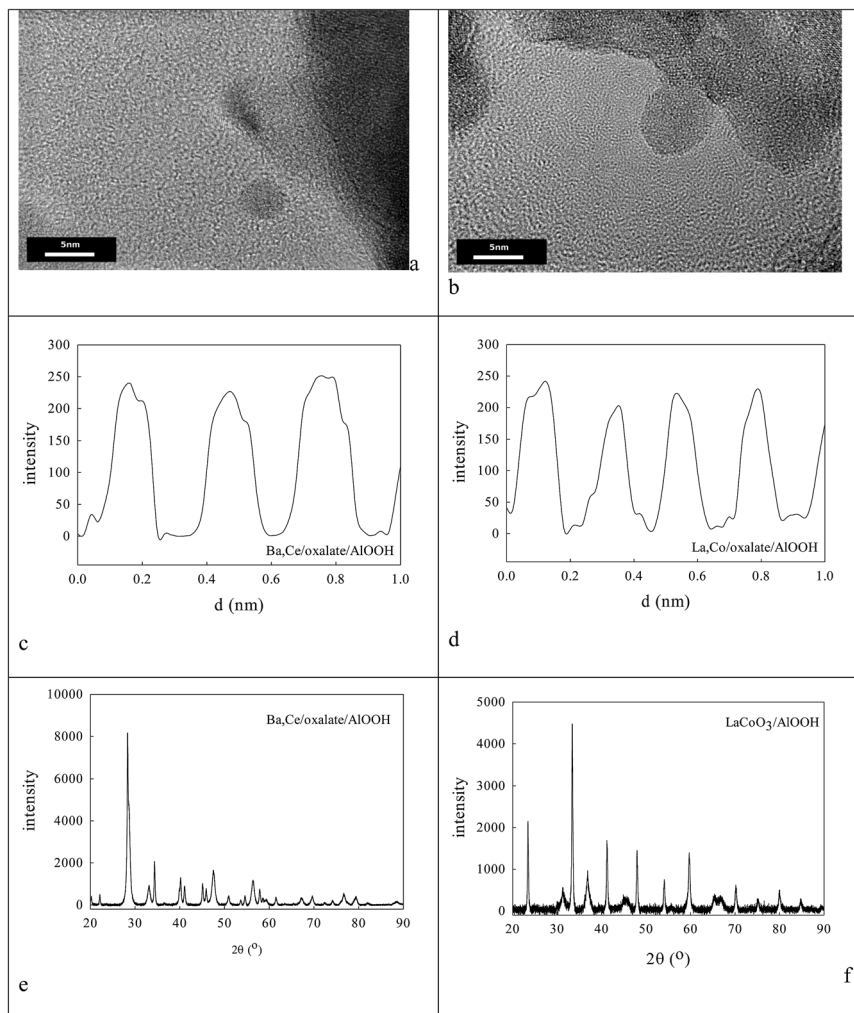 5nm
a
5nm
b
300
250
200
150
100
50
0
intensity
Ba,Ce/oxalate/AlOOH
0.0 0.2 0.4 0.6 0.8 1.0
d (nm)
c
300
250
200
150
100
50
0
intensity
La,Co/oxalate/AlOOH
0.0 0.2 0.4 0.6 0.8 1.0
d (nm)
d
10000
8000
6000
4000
2000
0
intensity
Ba,Ce/oxalate/AlOOH
20 30 40 50 60 70 80 90
2θ (°)
e
5000
4000
3000
2000
1000
0
intensity
LaCoO3/AlOOH
20 30 40 50 60 70 80 90
2θ (°)
f